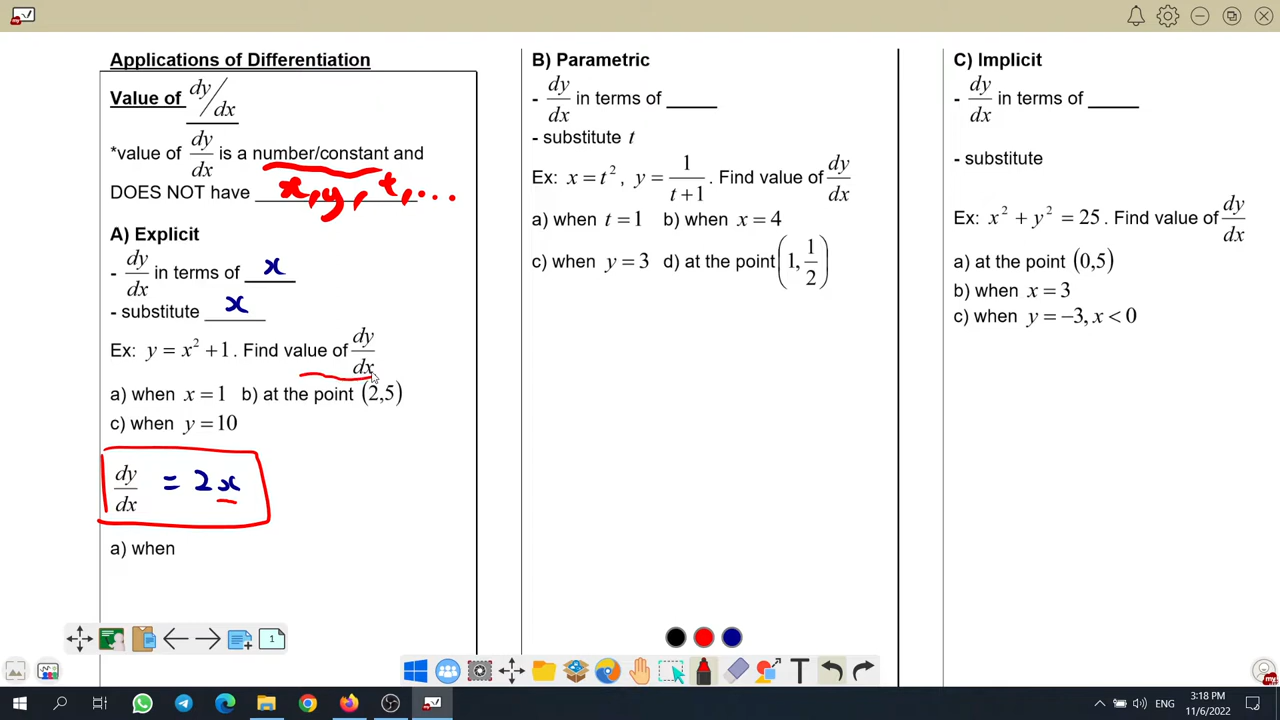 Applications of Differentiation
Value of dy/dx
*value of dy/dx is a number/constant and
DOES NOT have x, y, t, ...
A) Explicit
- dy/dx in terms of x
- substitute x
Ex: y = x² + 1 . Find value of dy/dx
a) when x = 1 b) at the point (2,5)
c) when y = 10
dy/dx = 2x
a) when
B) Parametric
- dy/dx in terms of ______
- substitute t
Ex: x = t² , y = 1/(t+1) . Find value of dy/dx
a) when t = 1 b) when x = 4
c) when y = 3 d) at the point (1, 1/2)
C) Implicit
- dy/dx in terms of ______
- substitute
Ex: x² + y² = 25 . Find value of dy/dx
a) at the point (0,5)
b) when x = 3
c) when y = −3, x < 0
1
T
ENG
3:18 PM
11/6/2022